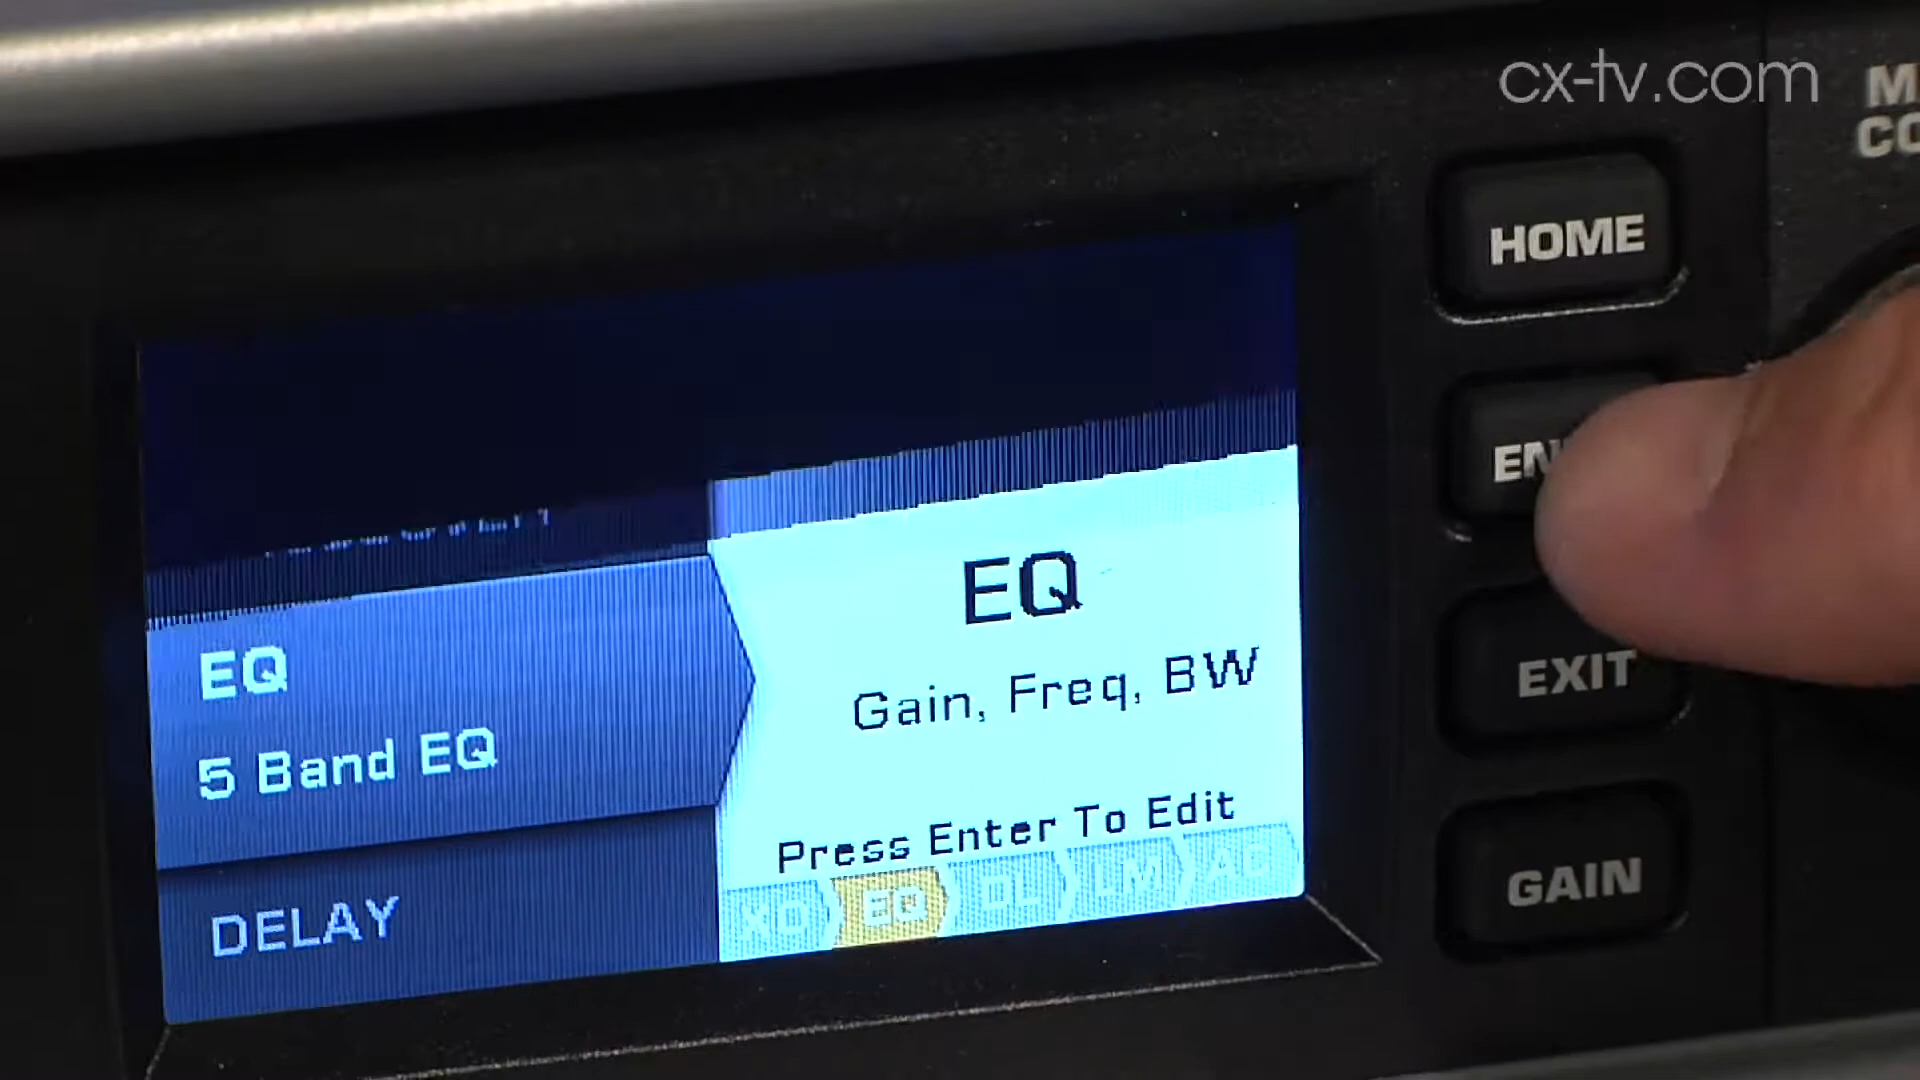 cx-tv.com
HOME
EXIT
GAIN
EQ
5 Band EQ
DELAY
EQ
Gain, Freq, BW
Press Enter To Edit
XO EQ DL LM AC